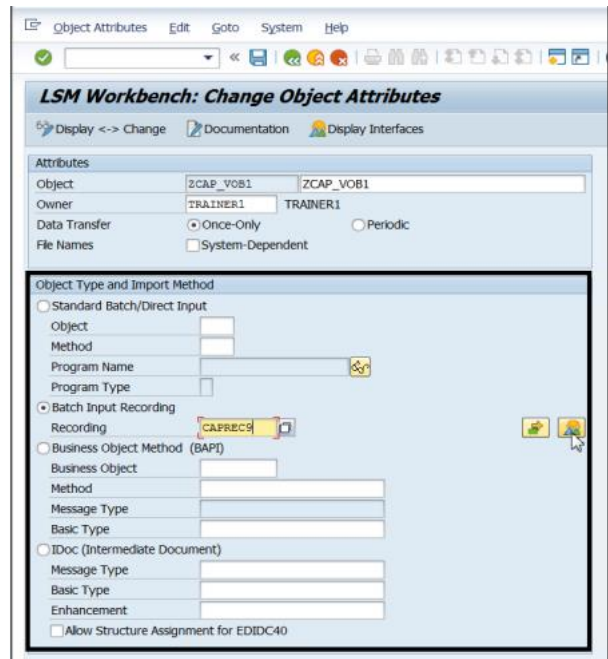 Object Attributes Edit Goto System Help
LSM Workbench: Change Object Attributes
Display <-> Change Documentation Display Interfaces
Attributes
Object ZCAP_VOB1 ZCAP_VOB1
Owner TRAINER1 TRAINER1
Data Transfer Once-Only Periodic
File Names System-Dependent
Object Type and Import Method
Standard Batch/Direct Input
Object
Method
Program Name
Program Type
Batch Input Recording
Recording CAPREC9
Business Object Method (BAPI)
Business Object
Method
Message Type
Basic Type
IDoc (Intermediate Document)
Message Type
Basic Type
Enhancement
Allow Structure Assignment for EDIDC40